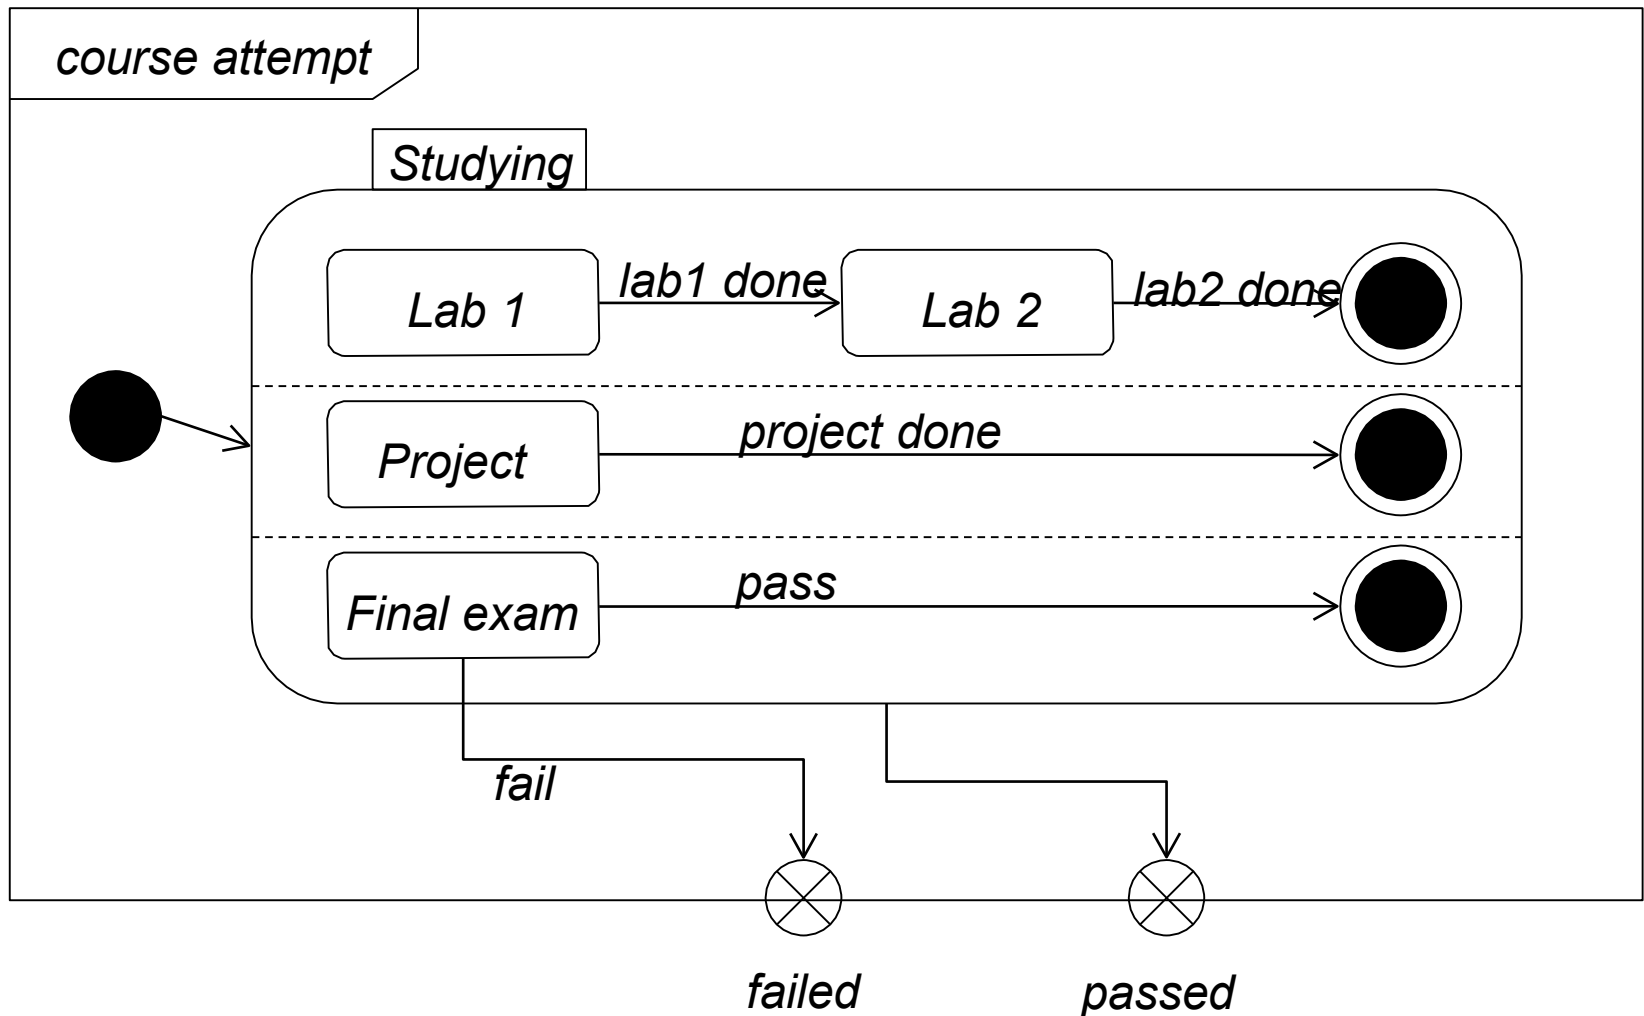 course attempt
Studying
Lab 1
lab1 done
Lab 2
lab2 done
Project
project done
Final exam
pass
fail
failed
passed